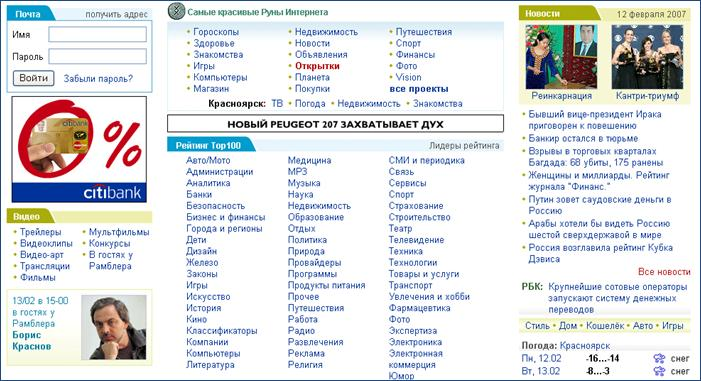 Почта
получить адрес
Имя
Пароль
Войти
Забыли пароль?
citibank
%
citibank
Видео
Трейлеры
Видеоклипы
Видео-арт
Трансляции
Фильмы
Мультфильмы
Конкурсы
В гостях у
Рамблера
13/02 в 15-00
в гостях у
Рамблера
Борис
Краснов
Самые красивые Руны Интернета
Гороскопы
Здоровье
Знакомства
Игры
Компьютеры
Магазин
Недвижимость
Новости
Объявления
Открытки
Планета
Покупки
Путешествия
Спорт
Финансы
Фото
Vision
все проекты
Красноярск: ТВ • Погода • Недвижимость • Знакомства
НОВЫЙ PEUGEOT 207 ЗАХВАТЫВАЕТ ДУХ
Рейтинг Top100
Лидеры рейтинга
Авто/Мото
Администрации
Аналитика
Банки
Безопасность
Бизнес и финансы
Города и регионы
Дети
Дизайн
Железо
Законы
Игры
Искусство
История
Кино
Классификаторы
Компании
Компьютеры
Литература
Медицина
МР3
Музыка
Наука
Недвижимость
Образование
Отдых
Политика
Природа
Провайдеры
Программы
Продукты питания
Прочее
Путешествия
Работа
Радио
Развлечения
Реклама
Религия
СМИ и периодика
Связь
Сервисы
Спорт
Страхование
Строительство
Театр
Телевидение
Техника
Технологии
Товары и услуги
Транспорт
Увлечения и хобби
Фармацевтика
Фото
Экспертиза
Электроника
Электронная
коммерция
Юмор
Новости
12 февраля 2007
Реинкарнация
Кантри-триумф
Бывший вице-президент Ирака
приговорен к повешению
Банкир остался в тюрьме
Взрывы в торговых кварталах
Багдада: 68 убиты, 175 ранены
Женщины и миллиарды. Рейтинг
журнала "Финанс."
Путин зовет саудовские деньги в
Россию
Арабы хотели бы видеть Россию
шестой сверхдержавой в мире
Россия возглавила рейтинг Кубка
Дэвиса
Все новости
РБК: Крупнейшие сотовые операторы
запускают систему денежных
переводов
Стиль • Дом • Кошелёк • Авто • Игры
Погода: Красноярск
Пн, 12.02 -16...-14 снег
Вт, 13.02 -8...-3 снег